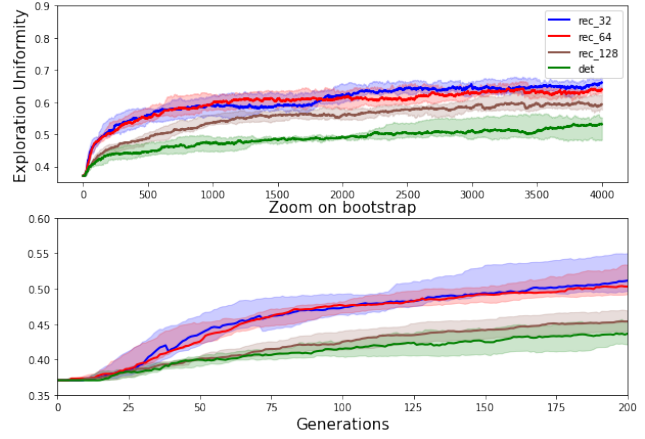 Exploration Uniformity
0.9
0.8
0.7
0.6
0.5
0.4
rec_32
rec_64
rec_128
det
0 500 1000 1500 2000 2500 3000 3500 4000
Zoom on bootstrap
0.60
0.55
0.50
0.45
0.40
0.35
0 25 50 75 100 125 150 175 200
Generations